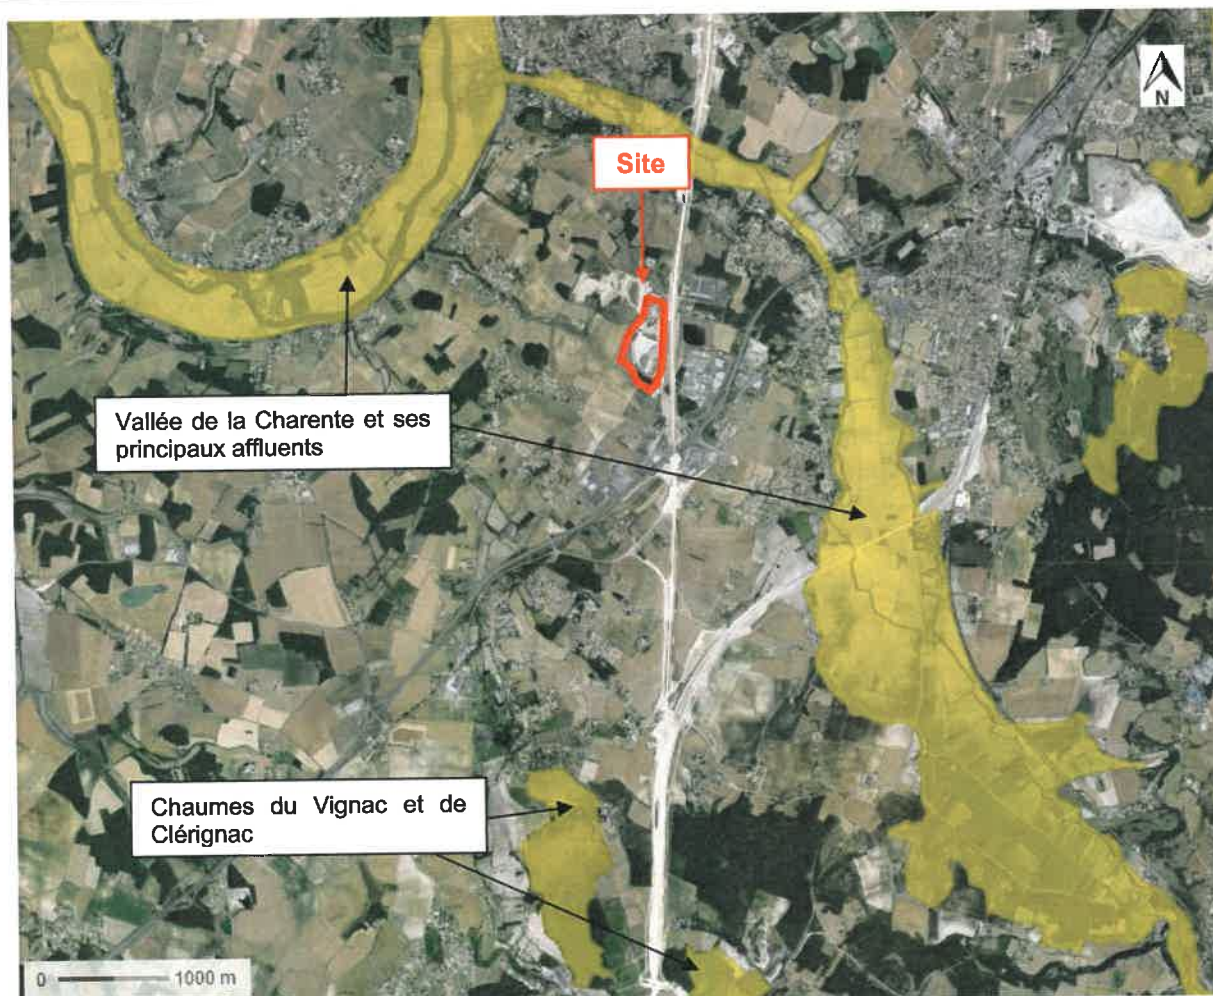 N
Site
Vallée de la Charente et ses
principaux affluents
Chaumes du Vignac et de
Clérignac
0 1000 m